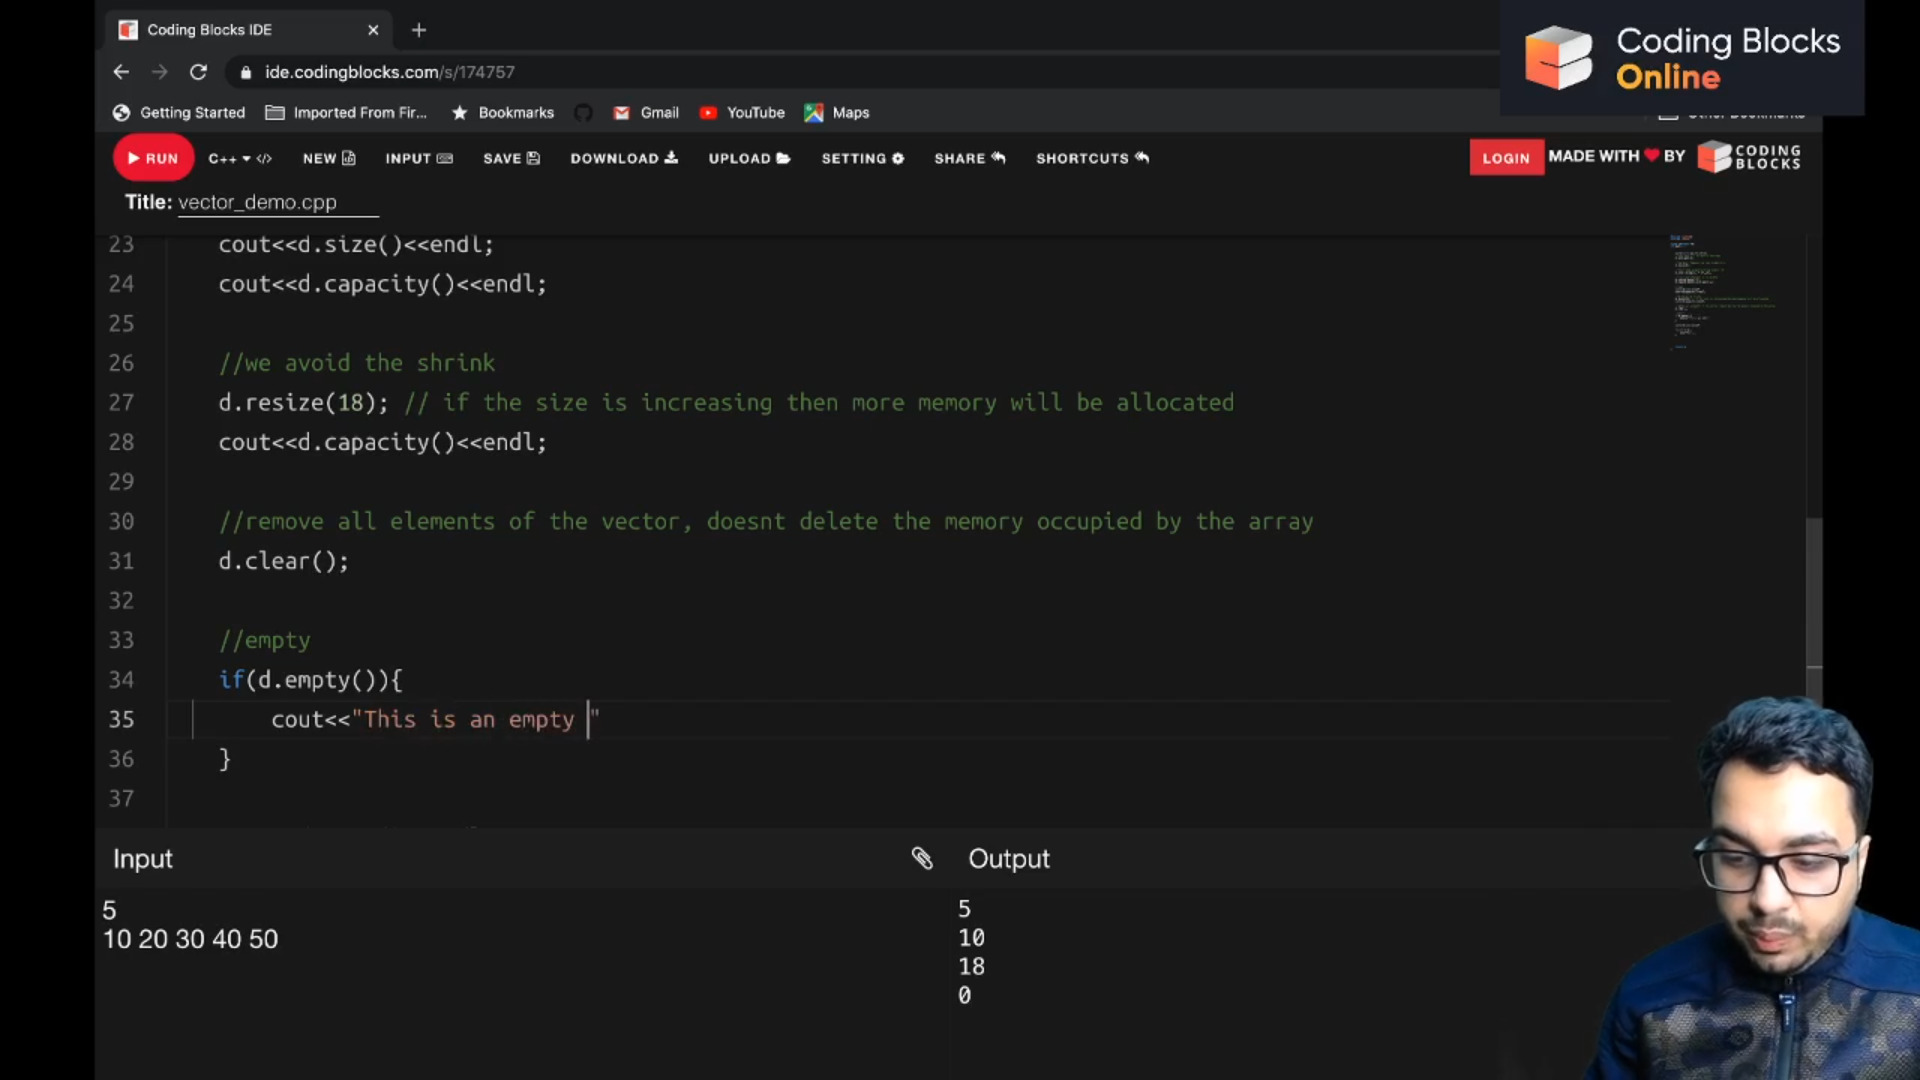 Coding Blocks IDE
ide.codingblocks.com/s/174757
Coding Blocks
Online
Getting Started
Imported From Fir...
Bookmarks
Gmail
YouTube
Maps
RUN
C++
NEW
INPUT
SAVE
DOWNLOAD
UPLOAD
SETTING
SHARE
SHORTCUTS
LOGIN
MADE WITH
BY
CODING
BLOCKS
Title: vector_demo.cpp
23 cout<<d.size()<<endl;
24 cout<<d.capacity()<<endl;
25
26 //we avoid the shrink
27 d.resize(18); // if the size is increasing then more memory will be allocated
28 cout<<d.capacity()<<endl;
29
30 //remove all elements of the vector, doesnt delete the memory occupied by the array
31 d.clear();
32
33 //empty
34 if(d.empty()){
35 cout<<"This is an empty "
36 }
37
Input
5
10 20 30 40 50
Output
5
10
18
0